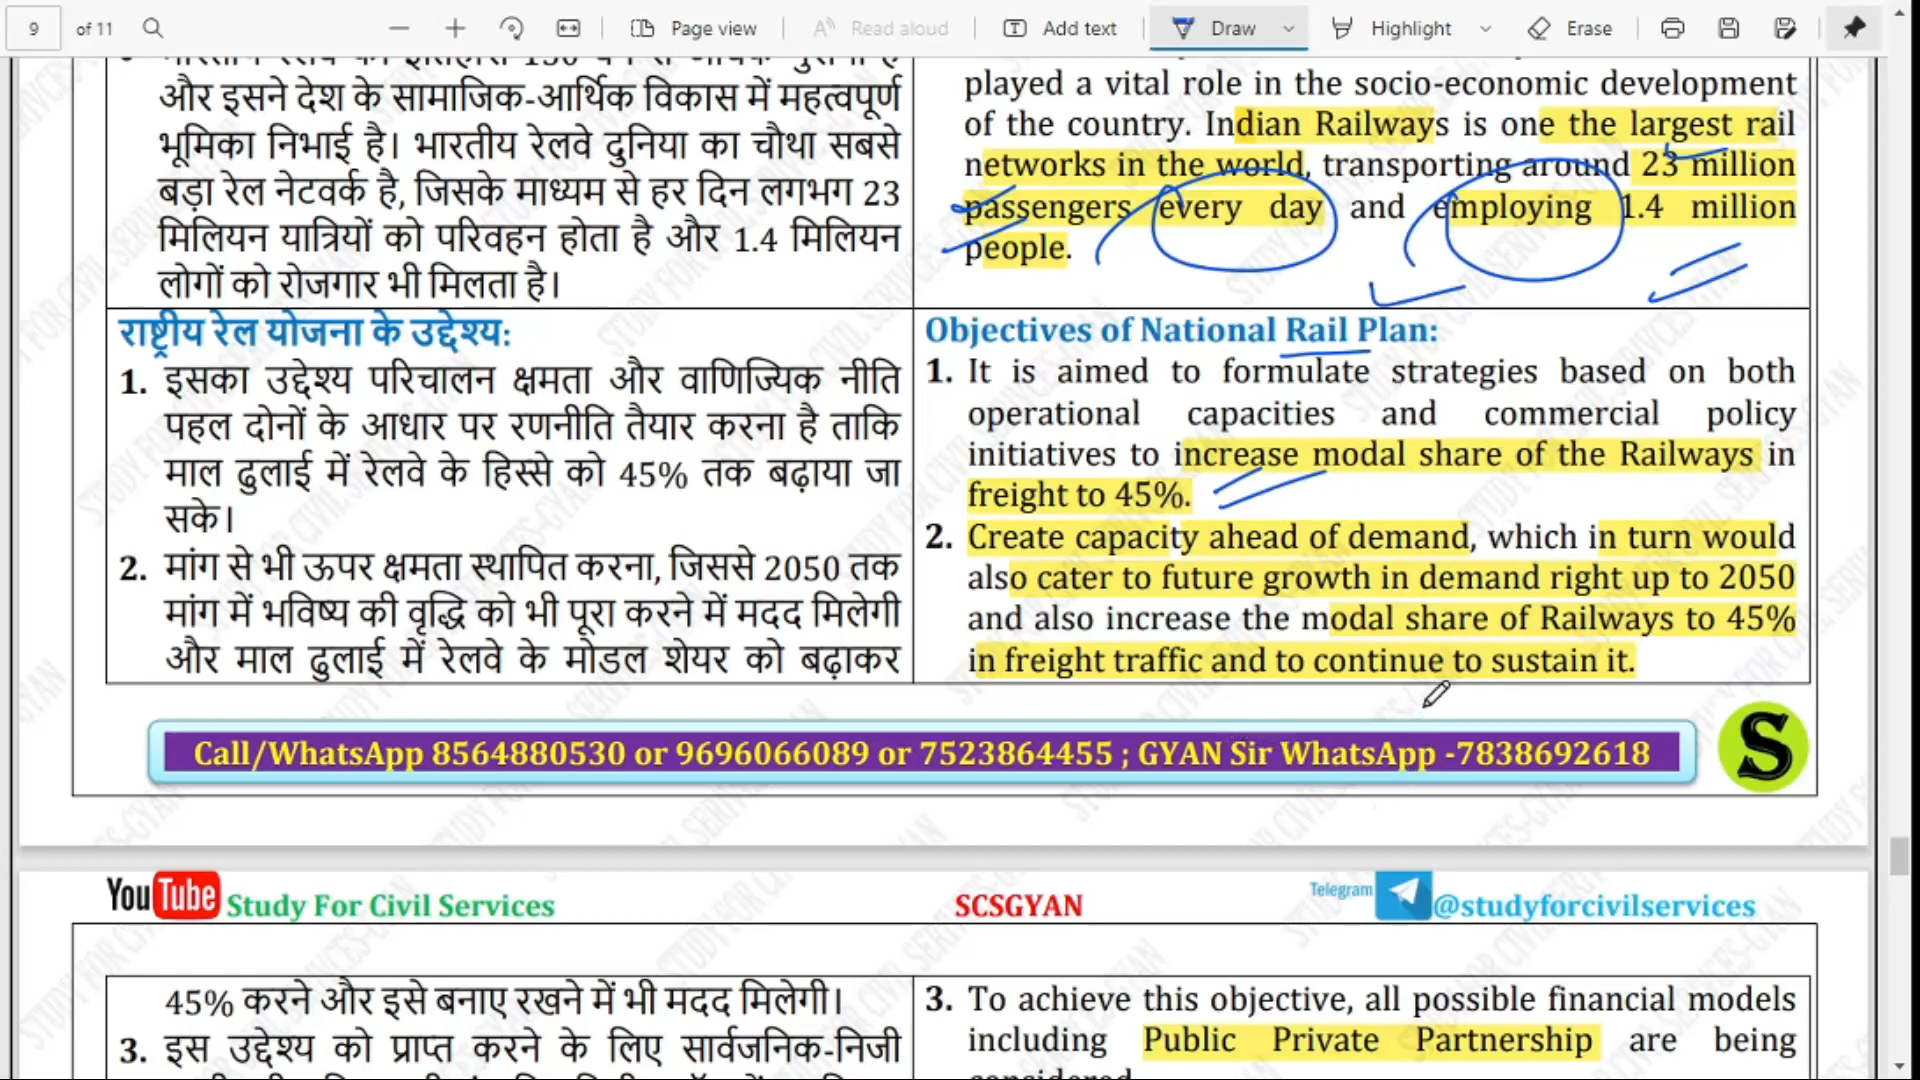 9 of 11 Page view Read aloud Add text Draw Highlight Erase
और इसने देश के सामाजिक-आर्थिक विकास में महत्वपूर्ण
भूमिका निभाई है। भारतीय रेलवे दुनिया का चौथा सबसे
बड़ा रेल नेटवर्क है, जिसके माध्यम से हर दिन लगभग 23
मिलियन यात्रियों को परिवहन होता है और 1.4 मिलियन
लोगों को रोजगार भी मिलता है।
played a vital role in the socio-economic development
of the country. Indian Railways is one the largest rail
networks in the world, transporting around 23 million
passengers every day and employing 1.4 million
people.
राष्ट्रीय रेल योजना के उद्देश्य:
1. इसका उद्देश्य परिचालन क्षमता और वाणिज्यिक नीति
पहल दोनों के आधार पर रणनीति तैयार करना है ताकि
माल ढुलाई में रेलवे के हिस्से को 45% तक बढ़ाया जा
सके।
2. मांग से भी ऊपर क्षमता स्थापित करना, जिससे 2050 तक
मांग में भविष्य की वृद्धि को भी पूरा करने में मदद मिलेगी
और माल ढुलाई में रेलवे के मोडल शेयर को बढ़ाकर
Objectives of National Rail Plan:
1. It is aimed to formulate strategies based on both
operational capacities and commercial policy
initiatives to increase modal share of the Railways in
freight to 45%.
2. Create capacity ahead of demand, which in turn would
also cater to future growth in demand right up to 2050
and also increase the modal share of Railways to 45%
in freight traffic and to continue to sustain it.
Call/WhatsApp 8564880530 or 9696066089 or 7523864455 ; GYAN Sir WhatsApp -7838692618
S
YouTube Study For Civil Services SCSGYAN Telegram @studyforcivilservices
45% करने और इसे बनाए रखने में भी मदद मिलेगी।
3. इस उद्देश्य को प्राप्त करने के लिए सार्वजनिक-निजी
3. To achieve this objective, all possible financial models
including Public Private Partnership are being